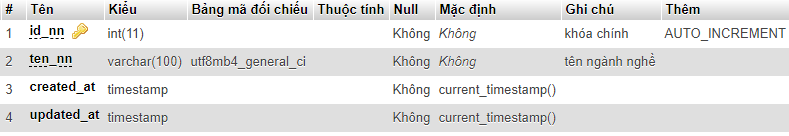 # Tên Kiểu Bảng mã đối chiếu Thuộc tính Null Mặc định Ghi chú Thêm
1 id_nn int(11) Không Không khóa chính AUTO_INCREMENT
2 ten_nn varchar(100) utf8mb4_general_ci Không Không tên ngành nghề
3 created_at timestamp Không current_timestamp()
4 updated_at timestamp Không current_timestamp()